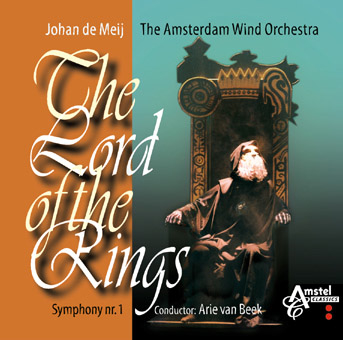 Johan de Meij The Amsterdam Wind Orchestra
The
Lord
of the
Rings
Symphony nr. 1 Conductor: Arie van Beek
Amstel
CLASSICS